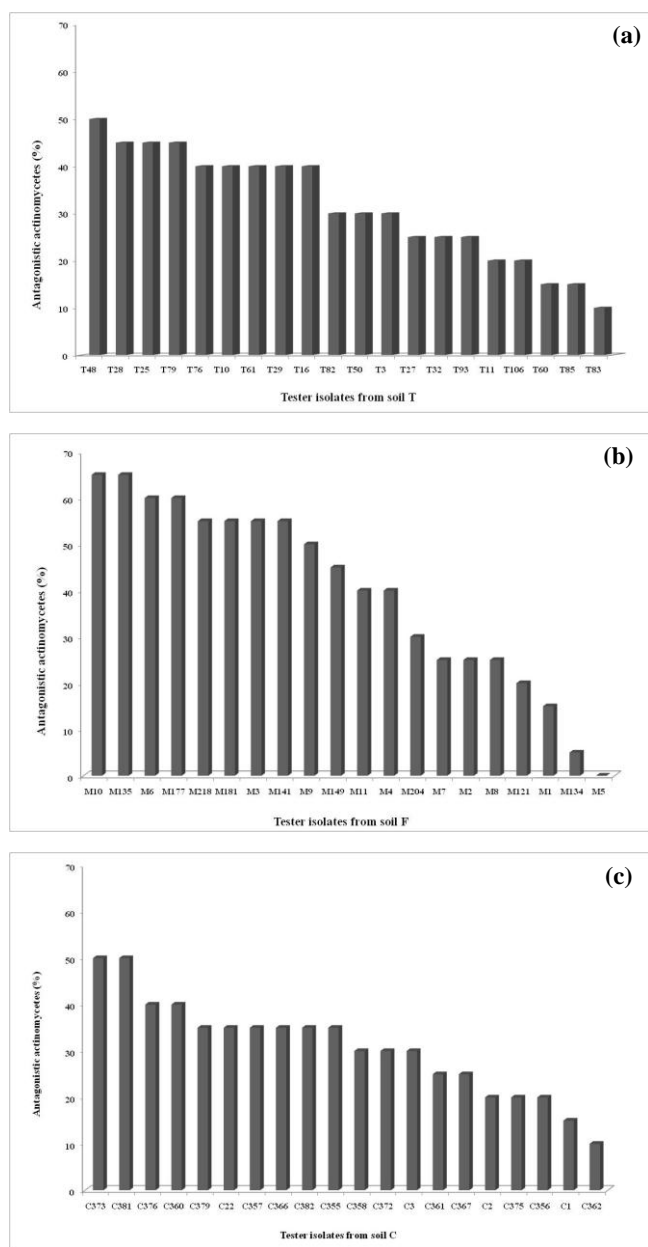 (a)
70
60
50
40
30
20
10
0
Antagonistic actinomycetes (%)
T48 T28 T25 T79 T76 T10 T61 T29 T16 T82 T50 T3 T27 T32 T93 T11 T106 T60 T85 T83
Tester isolates from soil T
(b)
70
60
50
40
30
20
10
0
Antagonistic actinomycetes (%)
M10 M135 M6 M177 M218 M181 M3 M141 M9 M149 M11 M4 M204 M7 M2 M8 M121 M1 M134 M5
Tester isolates from soil F
(c)
70
60
50
40
30
20
10
0
Antagonistic actinomycetes (%)
C373 C381 C376 C360 C379 C22 C357 C366 C382 C355 C358 C372 C3 C361 C367 C2 C375 C356 C1 C362
Tester isolates from soil C